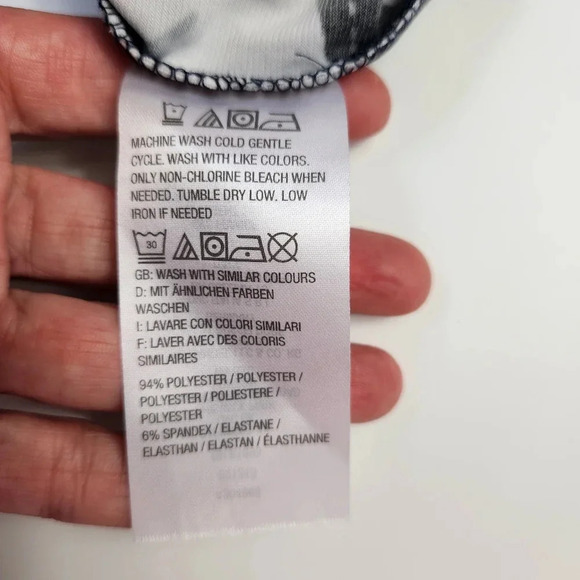 MACHINE WASH COLD GENTLE
CYCLE. WASH WITH LIKE COLORS.
ONLY NON-CHLORINE BLEACH WHEN
NEEDED. TUMBLE DRY LOW. LOW
IRON IF NEEDED
30
GB: WASH WITH SIMILAR COLOURS
D: MIT ÄHNLICHEN FARBEN
WASCHEN
I: LAVARE CON COLORI SIMILARI
F: LAVER AVEC DES COLORIS
SIMILAIRES
94% POLYESTER / POLYESTER /
POLYESTER / POLIESTERE /
POLYESTER
6% SPANDEX / ELASTANE /
ELASTHAN / ELASTAN / ÉLASTHANNE